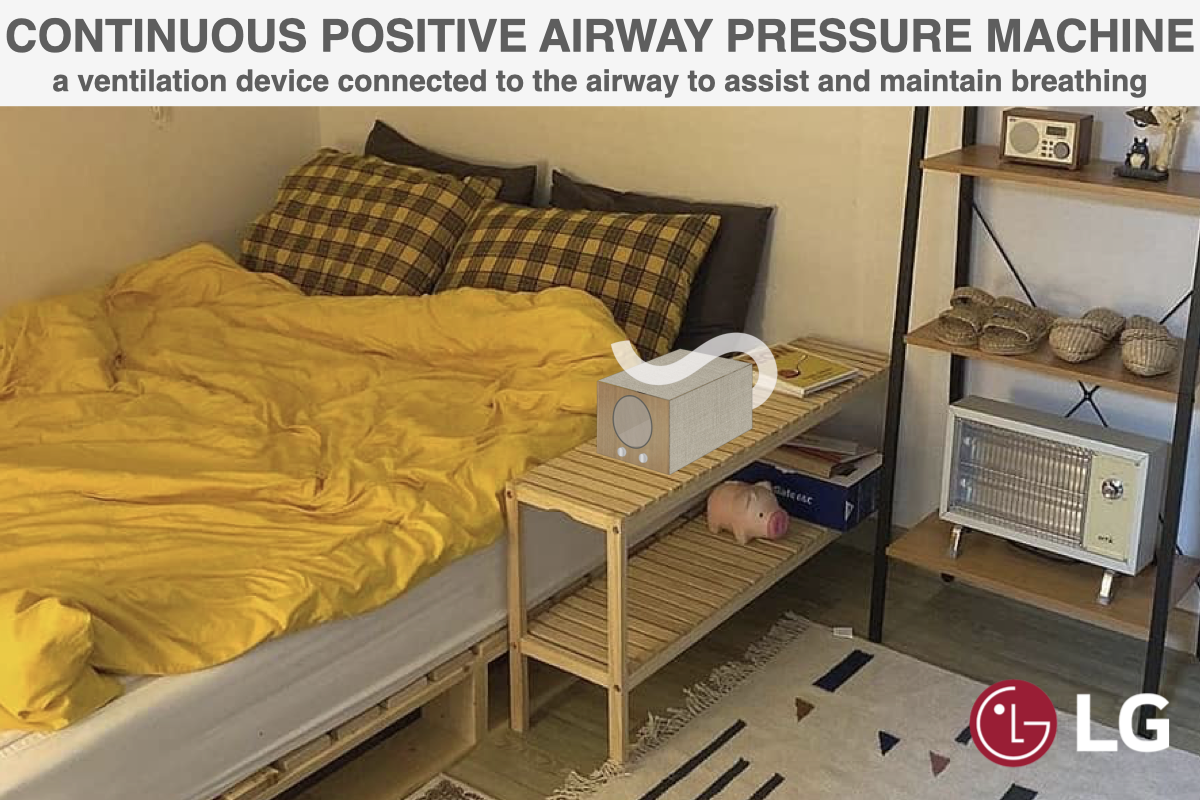 CONTINUOUS POSITIVE AIRWAY PRESSURE MACHINE
a ventilation device connected to the airway to assist and maintain breathing
LG